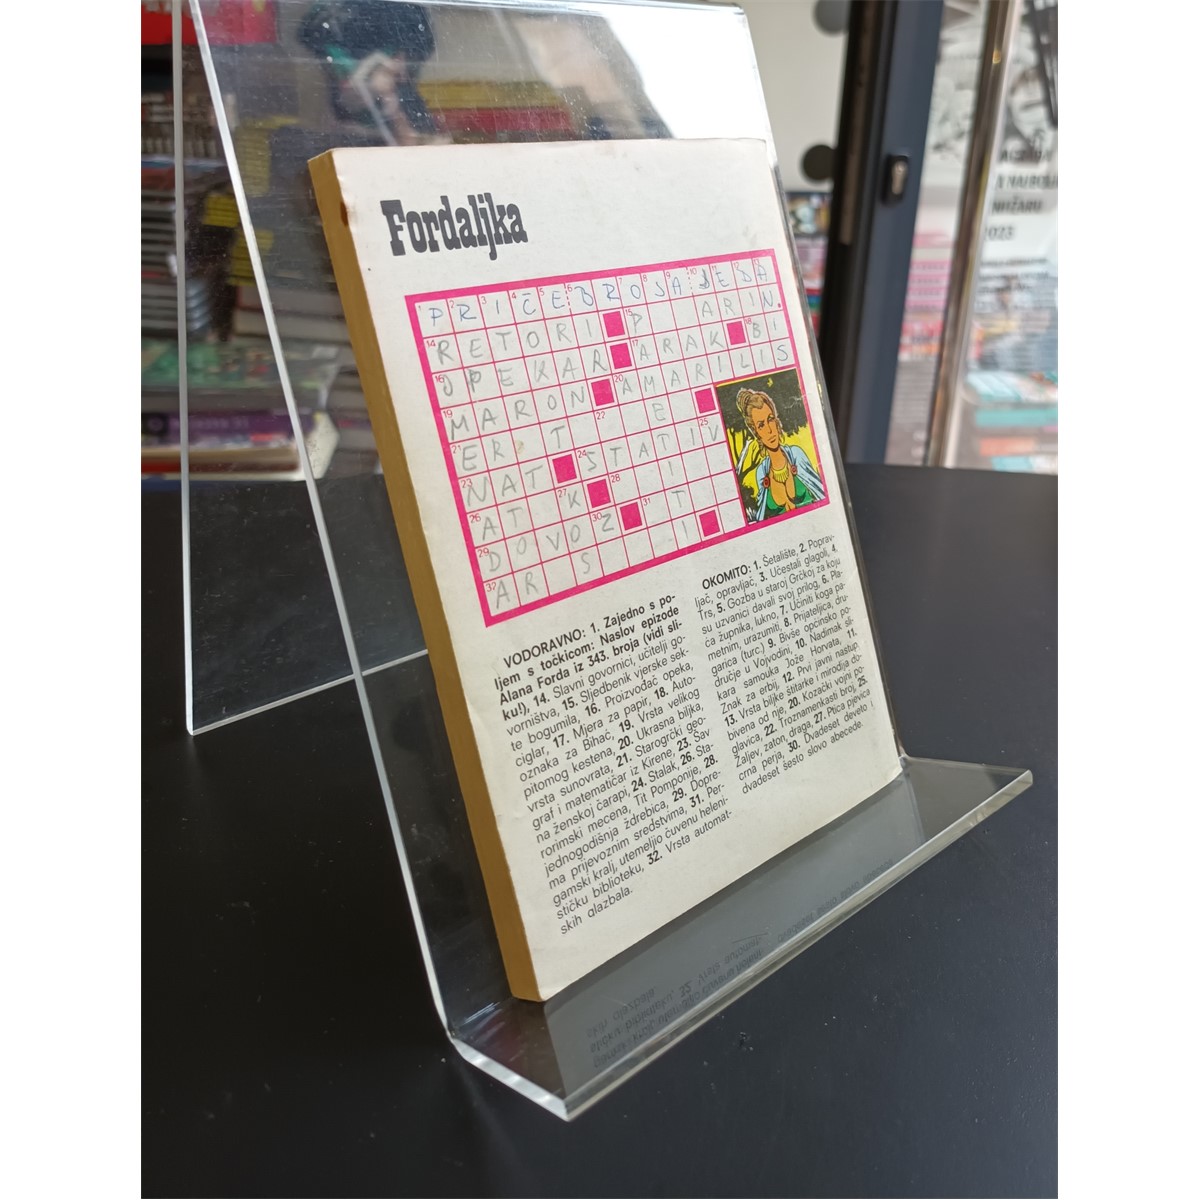 Fordaljka
PRIČEBROJAJEDA
RETORI P ARIN.
OPEKAR ARAK BI
MARON AMARILIS
ER T E
NAT STATIV
AT K I
DOVOZ T
AR S I
VODORAVNO: 1. Zajedno s po-
ljem s točkicom: Naslov epizode
Alana Forda iz 343. broja (vidi sli-
ku!), 14. Slavni govornici, učitelji go-
vorništva, 15. Sljedbenik vjerske sek-
te bogumila, 16. Proizvođač opeka,
ciglar, 17. Mjera za papir, 18. Auto-
oznaka za Bihać, 19. Vrsta velikog
pitomog kestena, 20. Ukrasna biljka,
vrsta sunovrata, 21. Starogrčki geo-
graf i matematičar iz Kirene, 23. Šav
na ženskoj čarapi, 24. Stalak, 26. Sta-
rorimski mecena, Tit Pomponije, 28.
jednogodišnja ždrebica, 29. Dopre-
ma prijevoznim sredstvima, 31. Per-
gamski kralj, utemeljio čuvenu heleni-
stičku biblioteku, 32. Vrsta automat-
skih glazbala.
OKOMITO: 1. Šetalište, 2. Poprav-
ljač, opravljač, 3. Učestali glagoli, 4.
Trs, 5. Gozba u staroj Grčkoj za koju
su uzvanici davali svoj prilog, 6. Pla-
ća župnika, lukno, 7. Učiniti koga pa-
metnim, urazumiti, 8. Prijateljica, dru-
garica (turc.) 9. Bivše općinsko po-
dručje u Vojvodini, 10. Nadimak sli-
kara samouka Jože Horvata, 11.
Znak za erbij, 12. Prvi javni nastup.
13. Vrsta biljke štitarke i mirodija do-
bivena od nje, 20. Kozački vojni po-
glavica, 22. Troznamenkasti broj, 25.
Žaljev, zaton, draga, 27. Ptica pjevica
crna perja, 30. Dvadeset deveto i
dvadeset šesto slovo abecede.